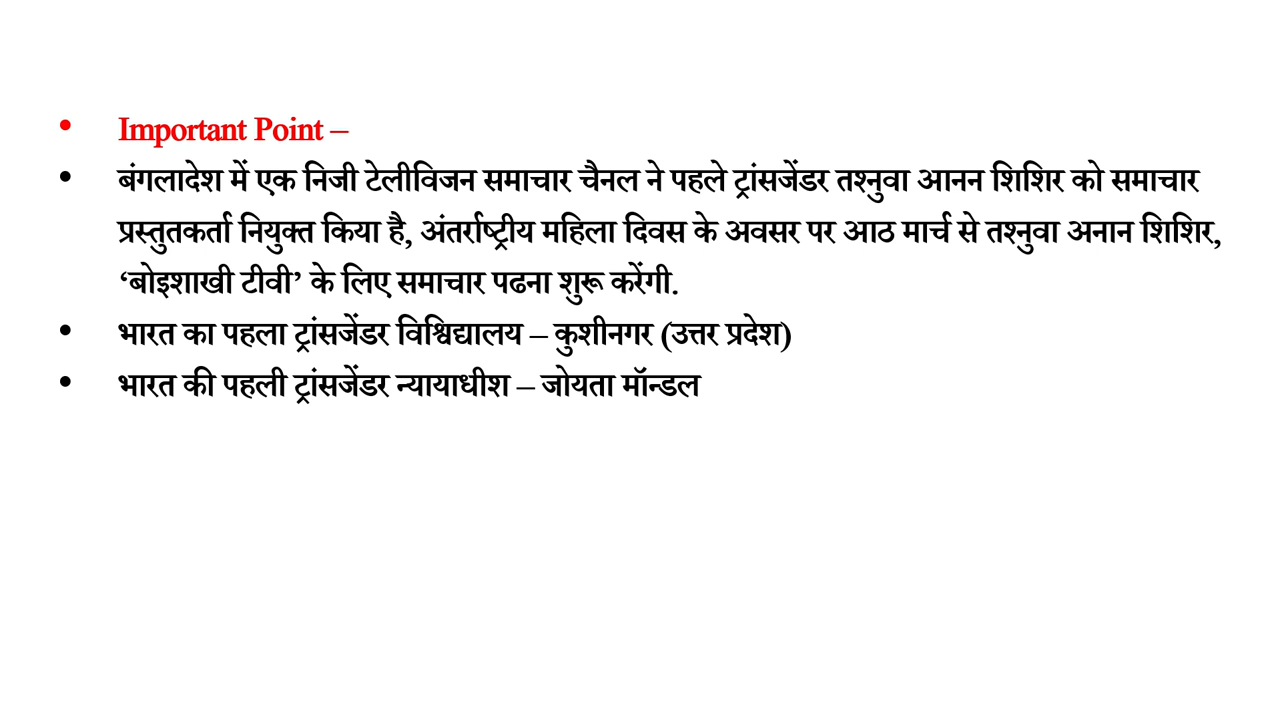 • Important Point –
• बंगलादेश में एक निजी टेलीविजन समाचार चैनल ने पहले ट्रांसजेंडर तश्नुवा आनन शिशिर को समाचार
प्रस्तुतकर्ता नियुक्त किया है, अंतर्राष्ट्रीय महिला दिवस के अवसर पर आठ मार्च से तश्नुवा अनान शिशिर,
‘बोइशाखी टीवी’ के लिए समाचार पढना शुरू करेंगी.
• भारत का पहला ट्रांसजेंडर विश्विद्यालय – कुशीनगर (उत्तर प्रदेश)
• भारत की पहली ट्रांसजेंडर न्यायाधीश – जोयता मॉन्डल